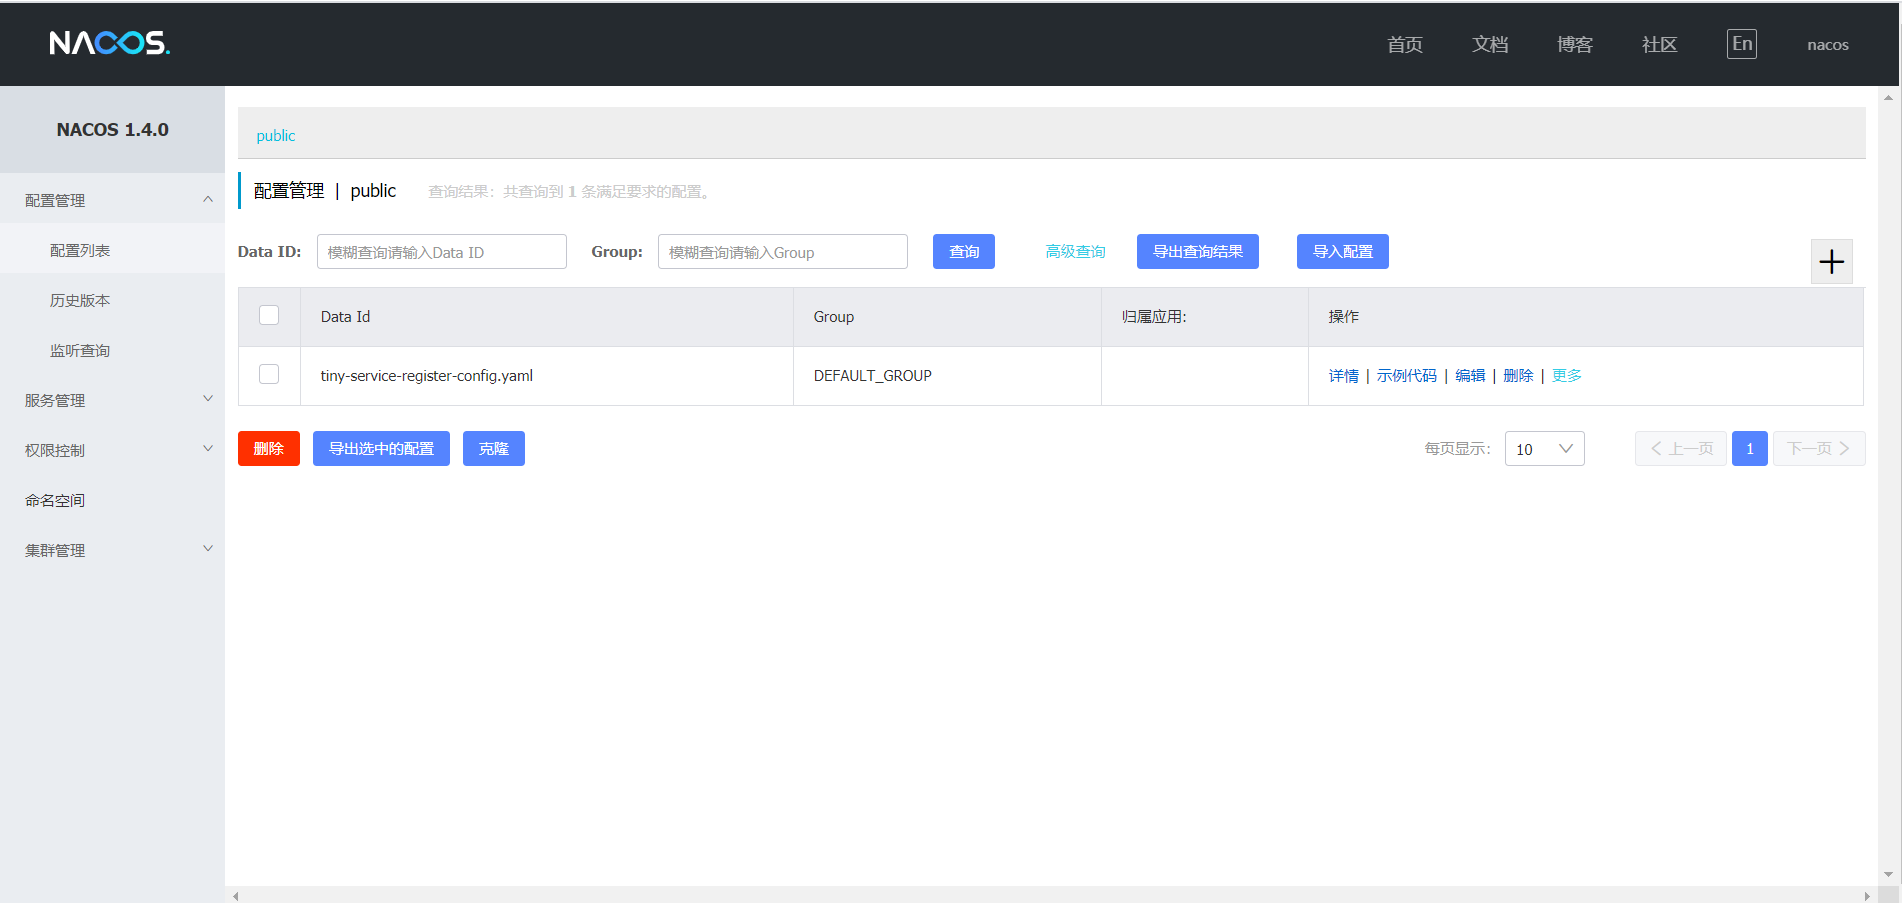 NACOS.
首页 文档 博客 社区 En nacos
NACOS 1.4.0
配置管理
配置列表
历史版本
监听查询
服务管理
权限控制
命名空间
集群管理
public
配置管理 | public 查询结果：共查询到 1 条满足要求的配置。
Data ID: 模糊查询请输入Data ID Group: 模糊查询请输入Group 查询 高级查询 导出查询结果 导入配置
Data Id Group 归属应用: 操作
tiny-service-register-config.yaml DEFAULT_GROUP 详情 | 示例代码 | 编辑 | 删除 | 更多
删除 导出选中的配置 克隆 每页显示: 10 上一页 1 下一页